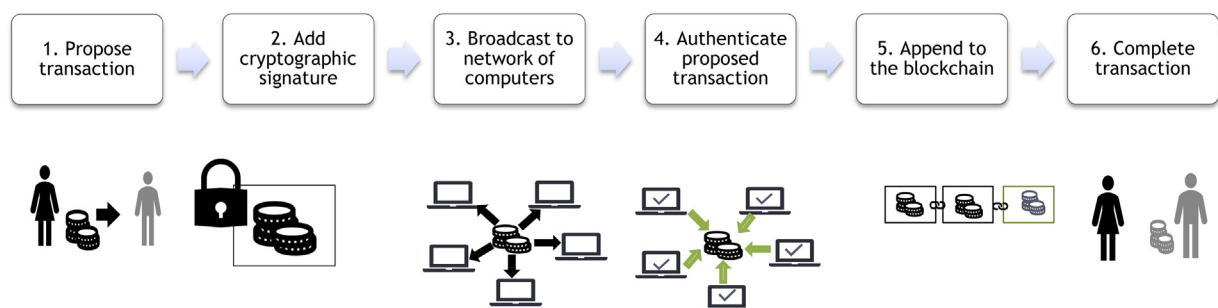 1. Propose
transaction
2. Add
cryptographic
signature
3. Broadcast to
network of
computers
4. Authenticate
proposed
transaction
5. Append to
the blockchain
6. Complete
transaction